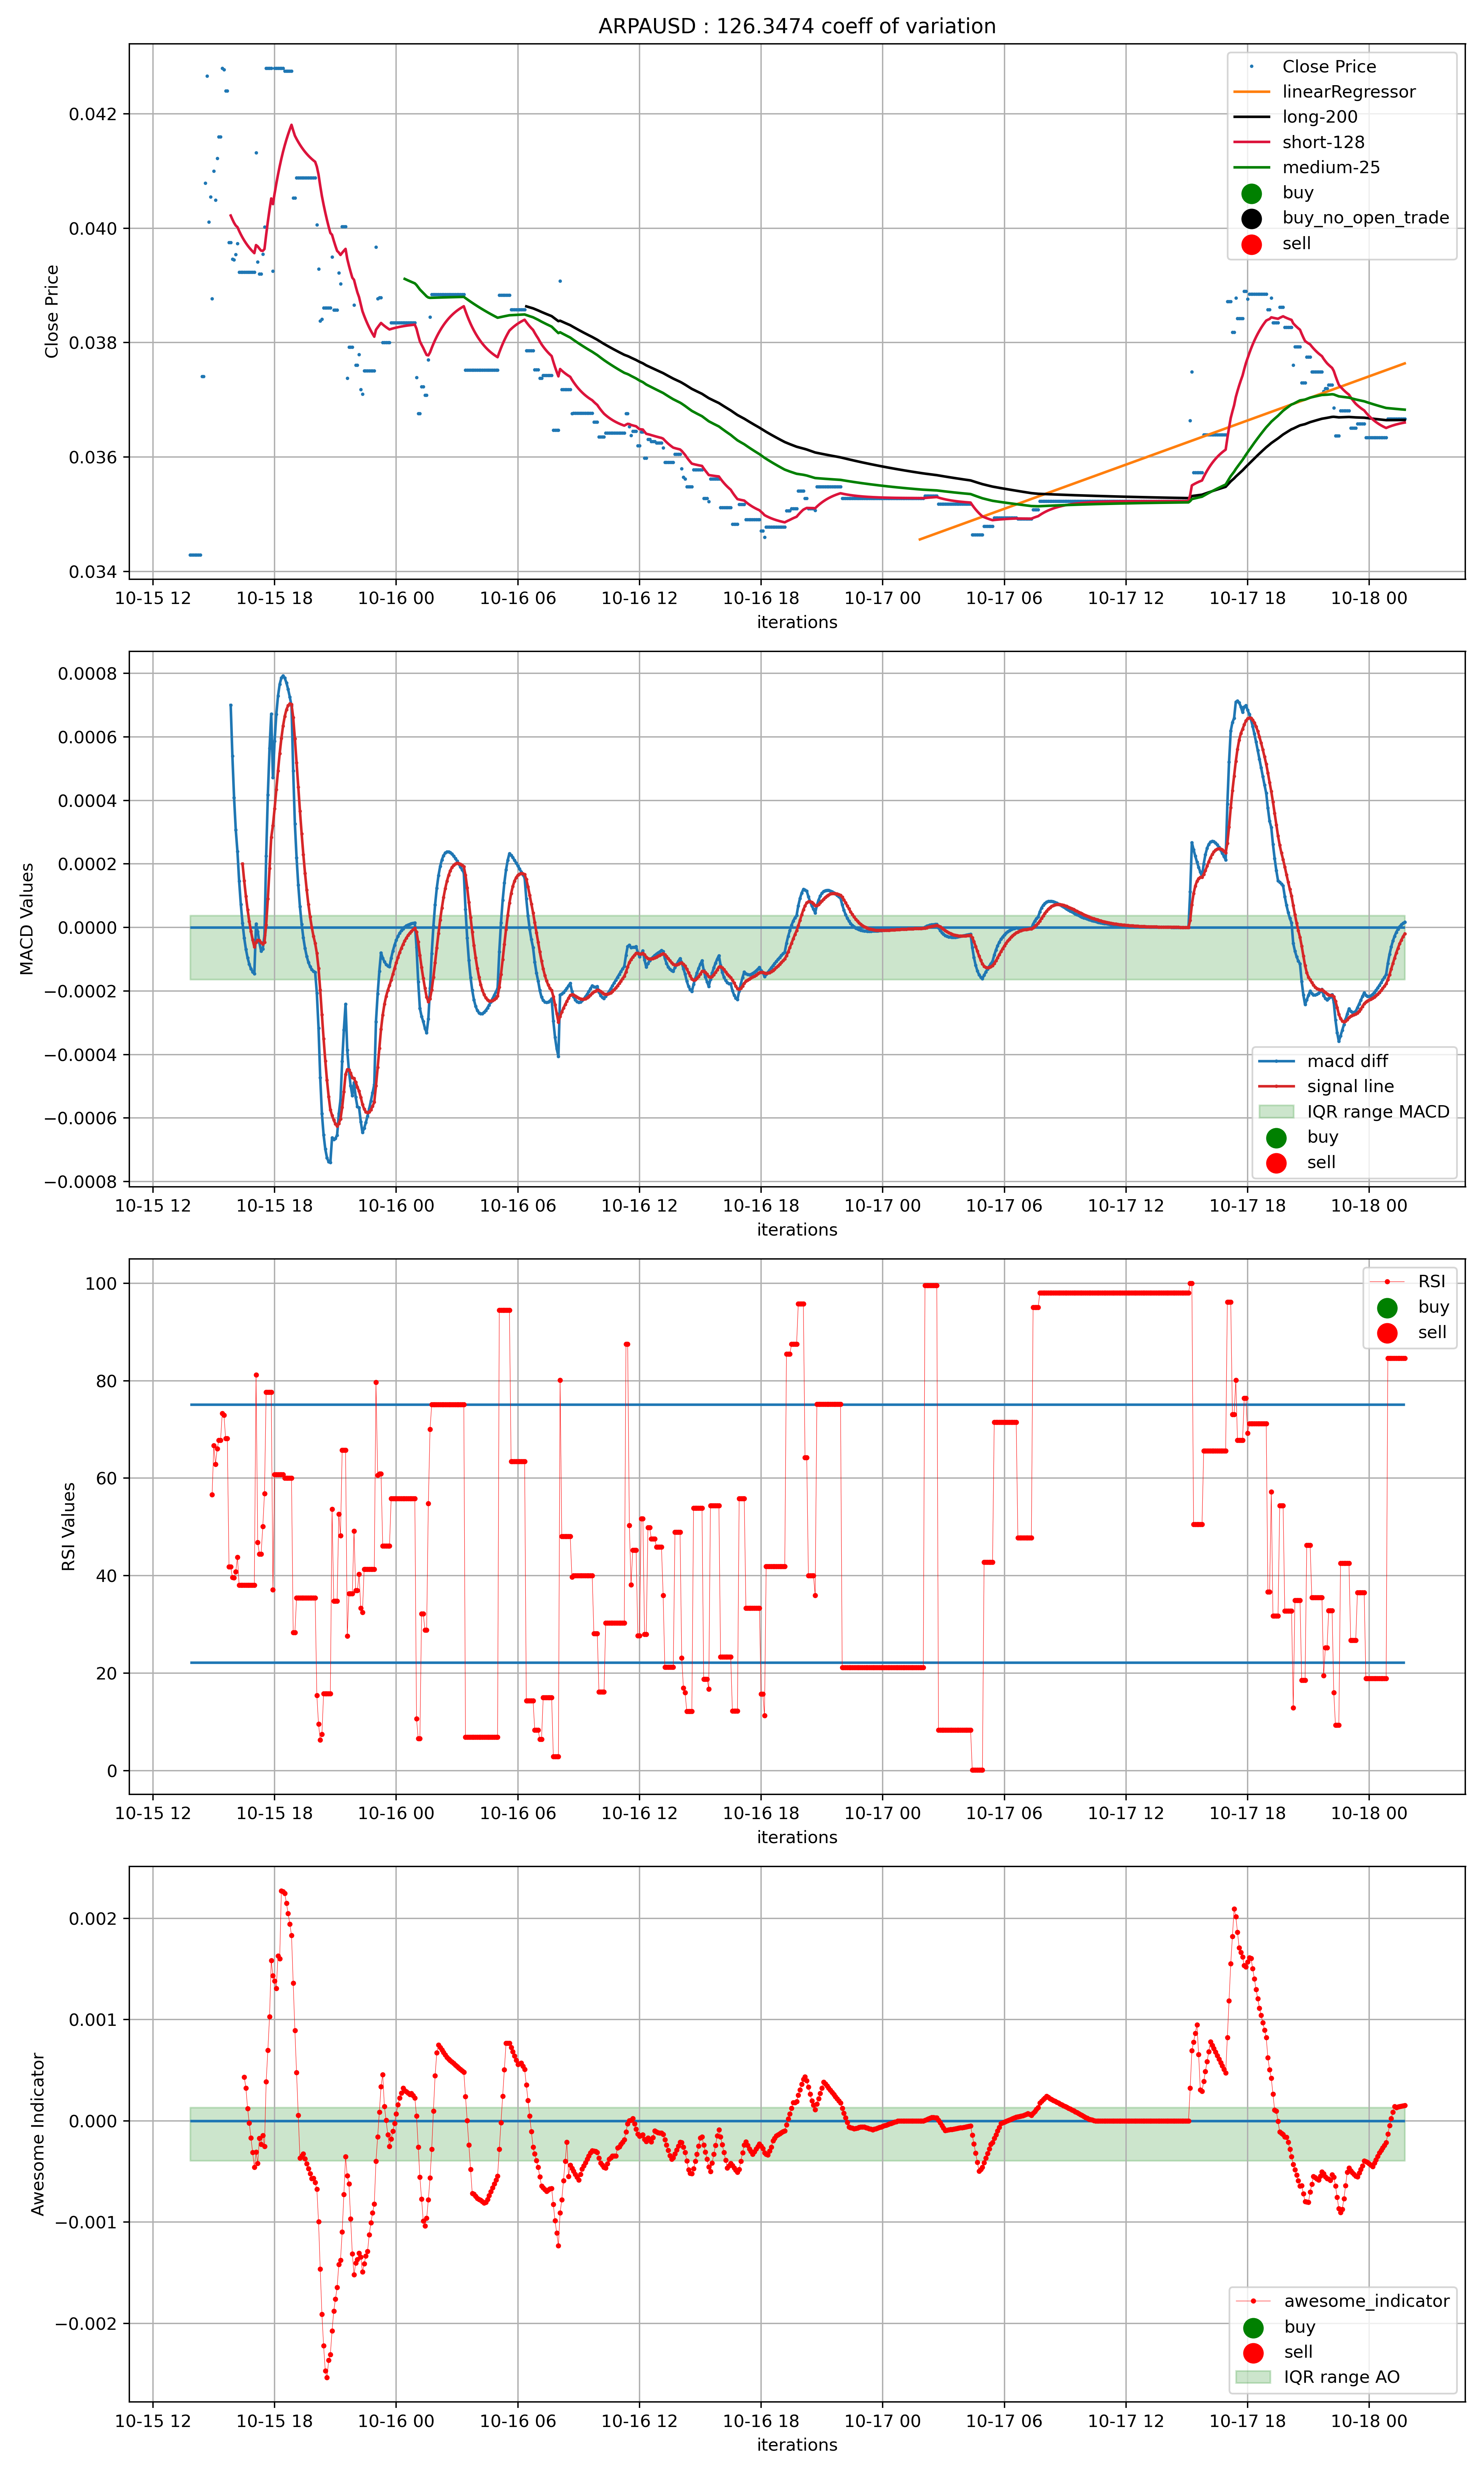 ARPAUSD : 126.3474 coeff of variation
Close Price
0.042
0.040
0.038
0.036
0.034
Close Price
linearRegressor
long-200
short-128
medium-25
buy
buy_no_open_trade
sell
10-15 12 10-15 18 10-16 00 10-16 06 10-16 12 10-16 18 10-17 00 10-17 06 10-17 12 10-17 18 10-18 00
iterations
MACD Values
0.0008
0.0006
0.0004
0.0002
0.0000
−0.0002
−0.0004
−0.0006
−0.0008
macd diff
signal line
IQR range MACD
buy
sell
10-15 12 10-15 18 10-16 00 10-16 06 10-16 12 10-16 18 10-17 00 10-17 06 10-17 12 10-17 18 10-18 00
iterations
RSI Values
100
80
60
40
20
0
RSI
buy
sell
10-15 12 10-15 18 10-16 00 10-16 06 10-16 12 10-16 18 10-17 00 10-17 06 10-17 12 10-17 18 10-18 00
iterations
Awesome Indicator
0.002
0.001
0.000
−0.001
−0.002
awesome_indicator
buy
sell
IQR range AO
10-15 12 10-15 18 10-16 00 10-16 06 10-16 12 10-16 18 10-17 00 10-17 06 10-17 12 10-17 18 10-18 00
iterations